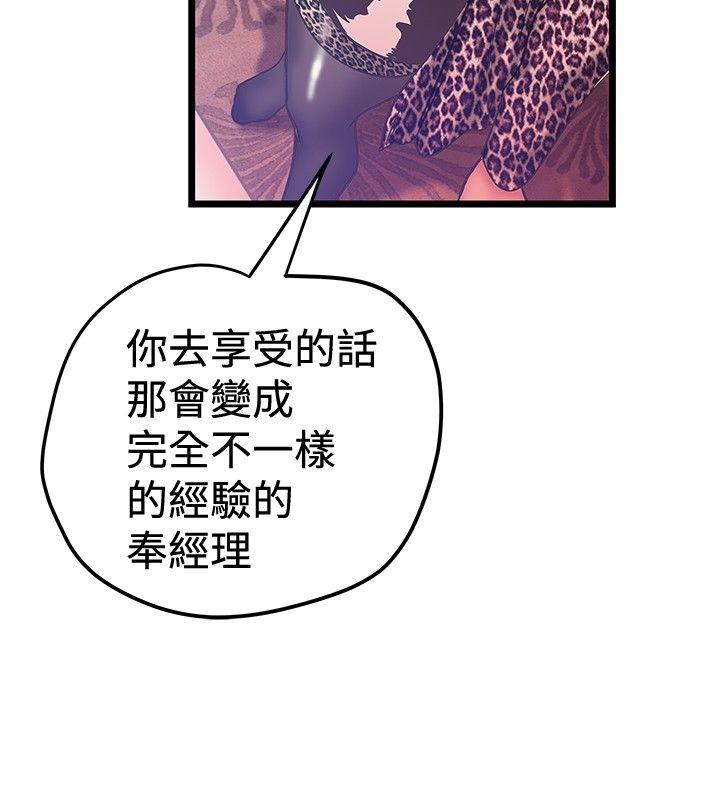 你去享受的話
那會變成
完全不一樣
的經驗的
奉經理